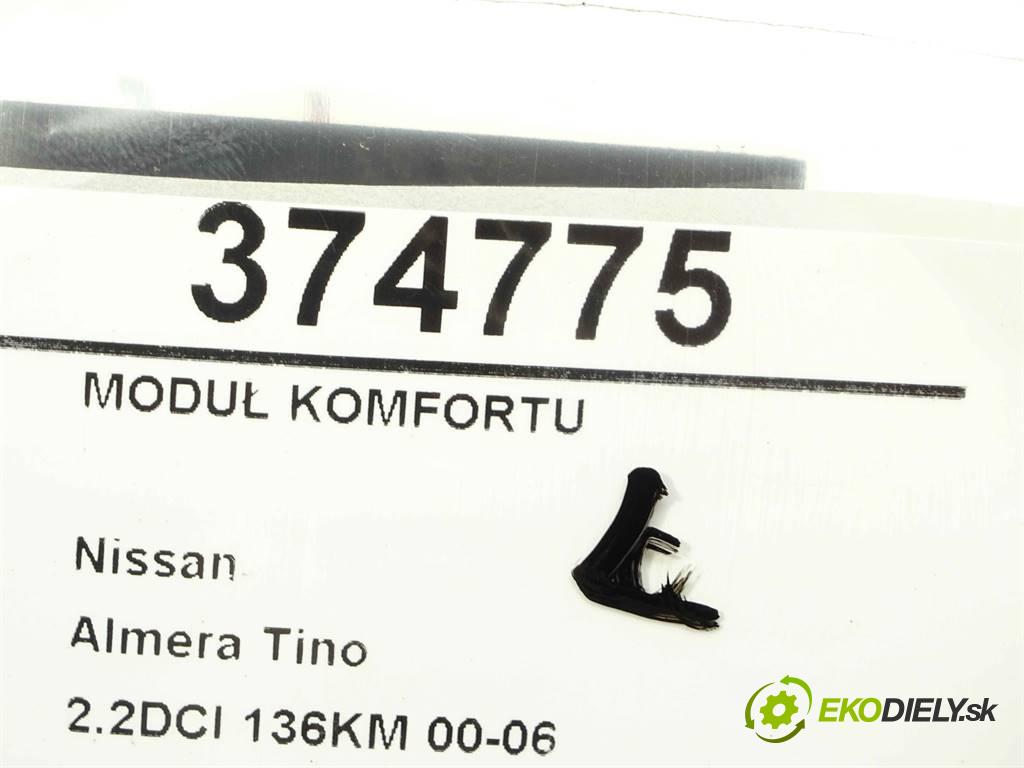 374775
MODUŁ KOMFORTU
Nissan
Almera Tino
2.2DCI 136KM 00-06
EKODIELY.sk